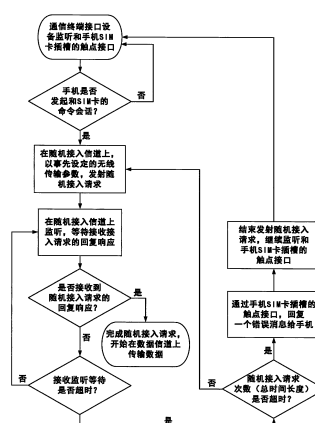 通信终端接口设
备监听和手机SIM
卡插槽的触点接口
手机是否
发起和SIM卡的
命令会话?
否
是
在随机接入信道上,
以事先设定的无线
传输参数，发射随
机接入请求
在随机接入信道上
监听，等待接收接
入请求的回复响应
是否接收到
随机接入请求的
回复响应?
是
否
完成随机接入请求,
开始在数据信道上
传输数据
接收监听等待
是否超时?
否
是
随机接入请求
次数（总时间长度）
是否超时?
否
是
通过手机SIM卡插槽的
触点接口，回复
一个错误消息给手机
结束发射随机接入
请求，继续监听和
手机SIM卡插槽的
触点接口